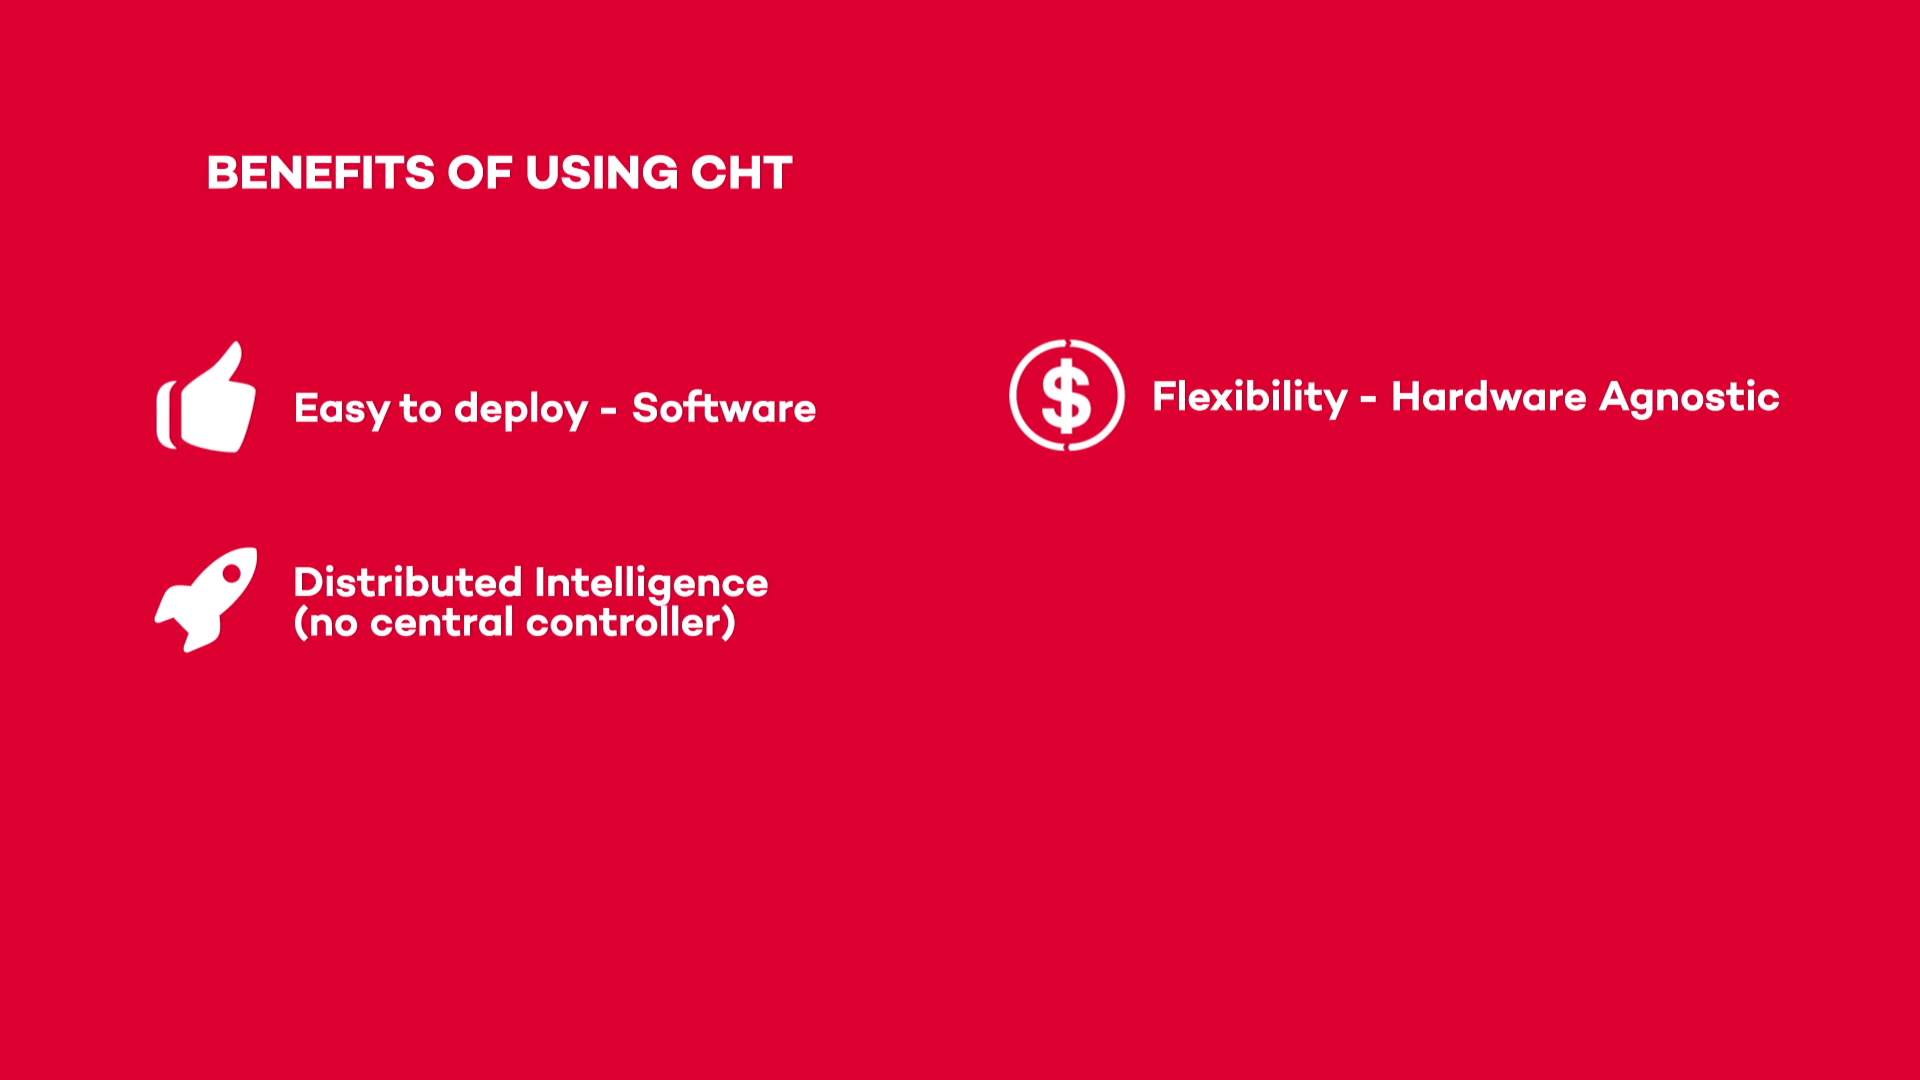 BENEFITS OF USING CHT
Easy to deploy - Software
Flexibility - Hardware Agnostic
Distributed Intelligence
(no central controller)